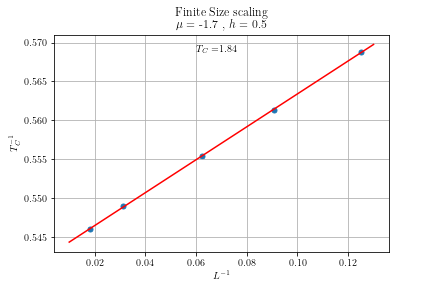 Finite Size scaling
μ = -1.7 , h = 0.5
T_C =1.84
0.570
0.565
0.560
0.555
0.550
0.545
T_C^{-1}
0.02 0.04 0.06 0.08 0.10 0.12
L^{-1}